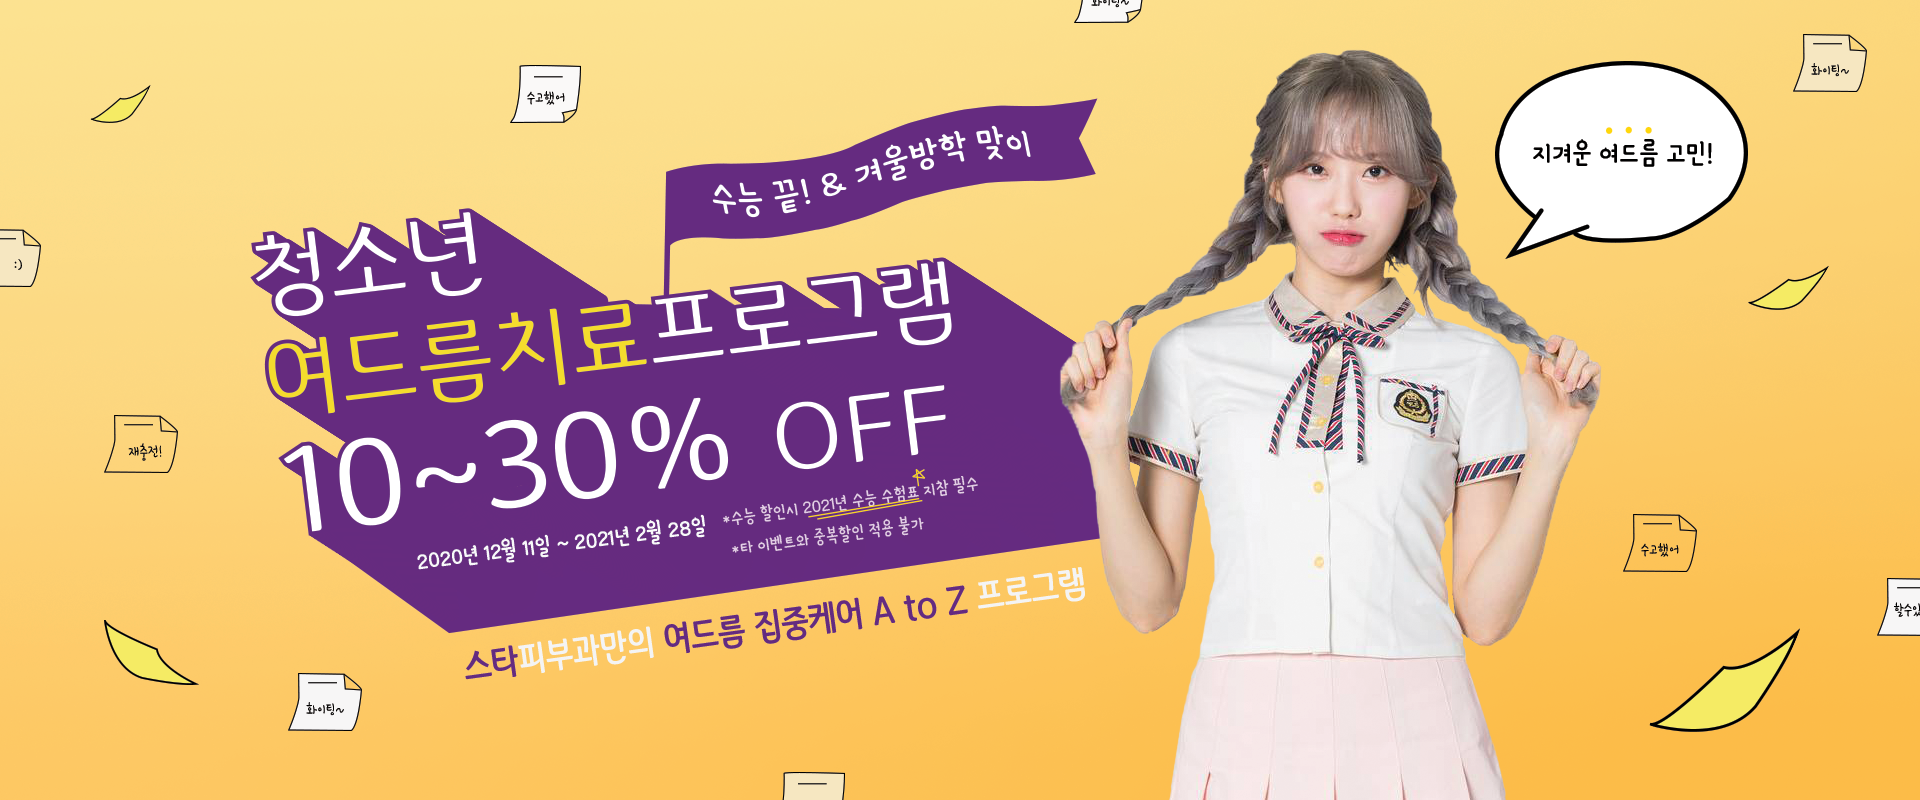 화이팅~
수고했어
화이팅~
수능 끝! & 겨울방학 맞이
지겨운 여드름 고민!
청소년
여드름치료프로그램
:)
10~30% OFF
재충전!
*수능 할인시 2021년 수능 수험표 지참 필수
*타 이벤트와 중복할인 적용 불가
2020년 12월 11일 ~ 2021년 2월 28일
수고했어
스타피부과만의 여드름 집중케어 A to Z 프로그램
할수있
화이팅~